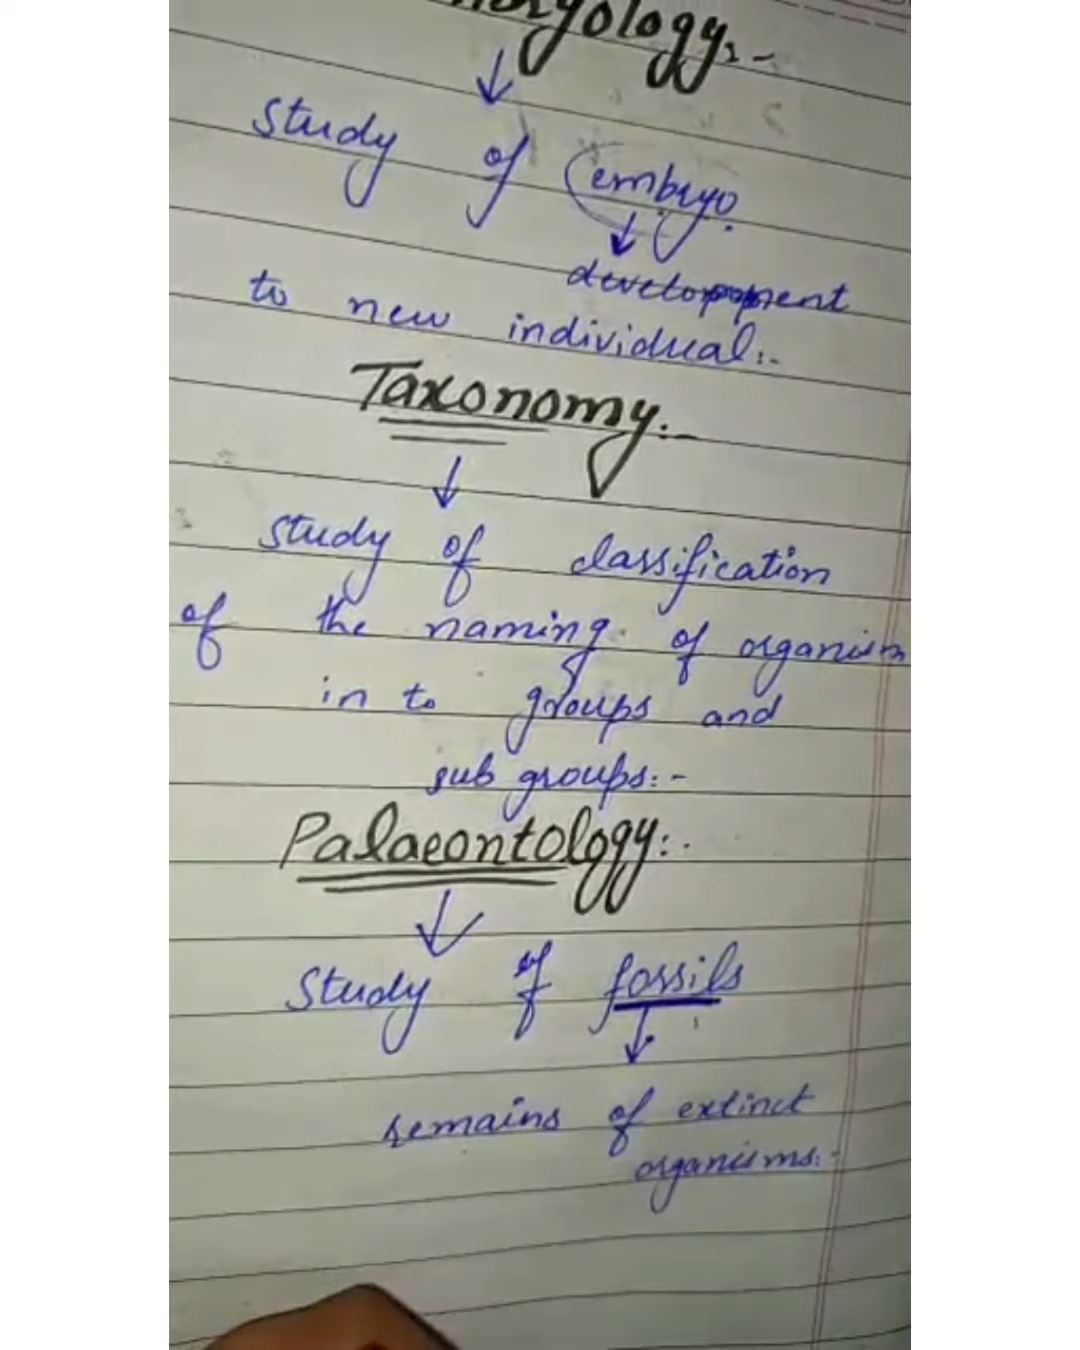 bryology:-
study of (embryo.
development
to new individual:-
Taxonomy:-
study of classification
of the naming of organism
in to groups and
sub groups:-
Palaeontology:-
Study of fossils
remains of extinct
organisms:-